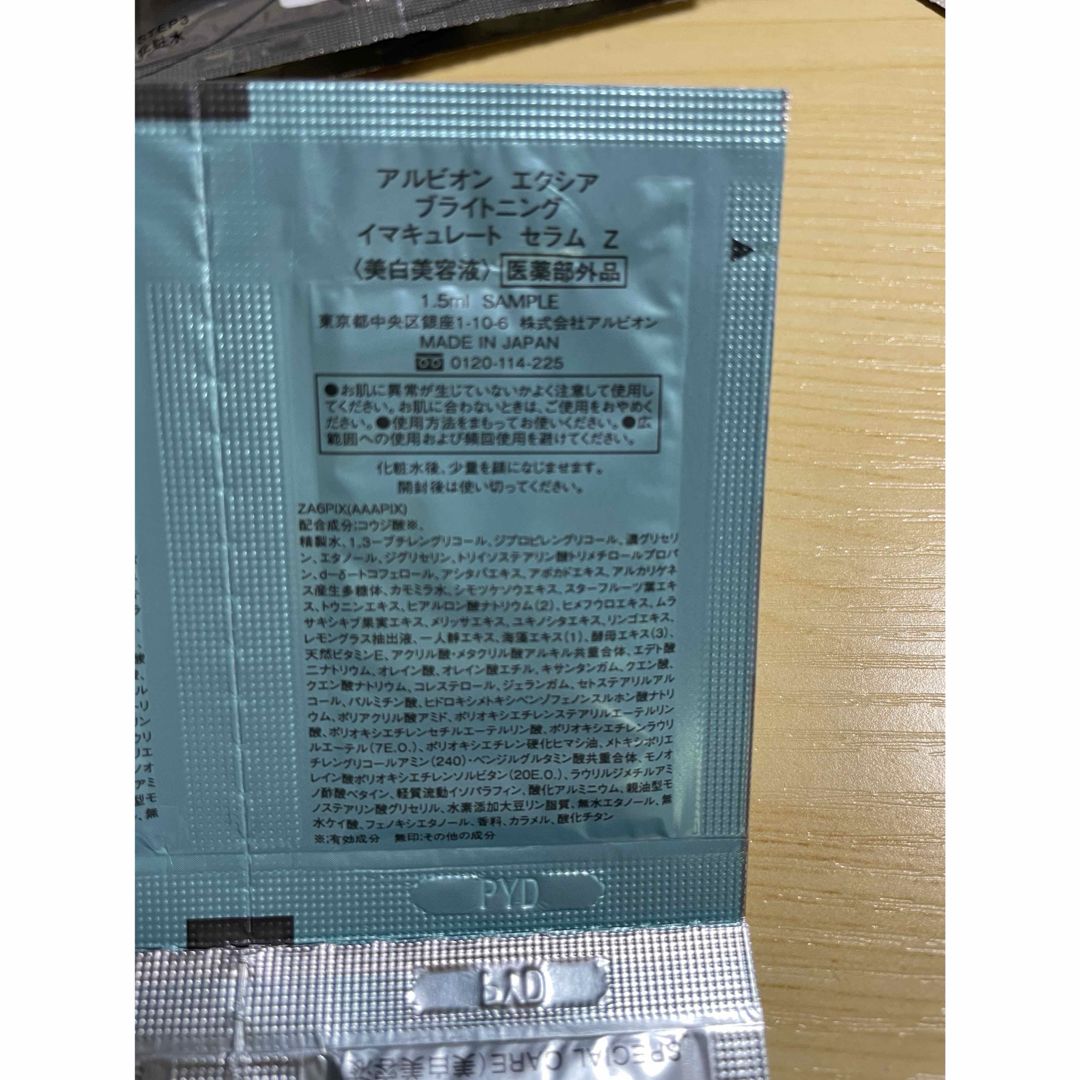 STEP3
化粧水
アルビオン エクシア
ブライトニング
イマキュレート セラム Z
〈美白美容液〉 医薬部外品
1.5ml SAMPLE
東京都中央区銀座1-10-6 株式会社アルビオン
MADE IN JAPAN
0120-114-225
●お肌に異常が生じていないかよく注意して使用し
てください。お肌に合わないときは、ご使用をおやめく
ださい。●使用方法をまもってお使いください。●広
範囲への使用および頻回使用を避けてください。
化粧水後、少量を顔になじませます。
開封後は使い切ってください。
ZA6PIX(AAAPIX)
配合成分:コウジ酸※、
精製水、1,3-ブチレングリコール、ジプロピレングリコール、濃グリセリ
ン、エタノール、ジグリセリン、トリイソステアリン酸トリメチロールプロパ
ン、d-δ-トコフェロール、アシタバエキス、アボカドエキス、アルカリゲネ
ス産生多糖体、カモミラ水、シモツケソウエキス、スターフルーツ葉エキ
ス、トウニンエキス、ヒアルロン酸ナトリウム(2)、ヒメフウロエキス、ムラ
サキシキブ果実エキス、メリッサエキス、ユキノシタエキス、リンゴエキス、
レモングラス抽出液、一人静エキス、海藻エキス(1)、酵母エキス(3)、
天然ビタミンE、アクリル酸・メタクリル酸アルキル共重合体、エデト酸
二ナトリウム、オレイン酸、オレイン酸エチル、キサンタンガム、クエン酸、
クエン酸ナトリウム、コレステロール、ジェランガム、セトステアリルアル
コール、パルミチン酸、ヒドロキシメトキシベンゾフェノンスルホン酸ナトリ
ウム、ポリアクリル酸アミド、ポリオキシエチレンステアリルエーテルリン
酸、ポリオキシエチレンセチルエーテルリン酸、ポリオキシエチレンラウリ
ルエーテル(7E.O.)、ポリオキシエチレン硬化ヒマシ油、メトキシポリエ
チレングリコールアミン(240)・ベンジルグルタミン酸共重合体、モノオ
レイン酸ポリオキシエチレンソルビタン(20E.O.)、ラウリルジメチルアミ
ノ酢酸ベタイン、軽質流動イソパラフィン、酸化アルミニウム、親油型モ
ノステアリン酸グリセリル、水素添加大豆リン脂質、無水エタノール、無
水ケイ酸、フェノキシエタノール、香料、カラメル、酸化チタン
※;有効成分 無印;その他の成分
PYD
PYD
SPECIAL CARE(美白美容液